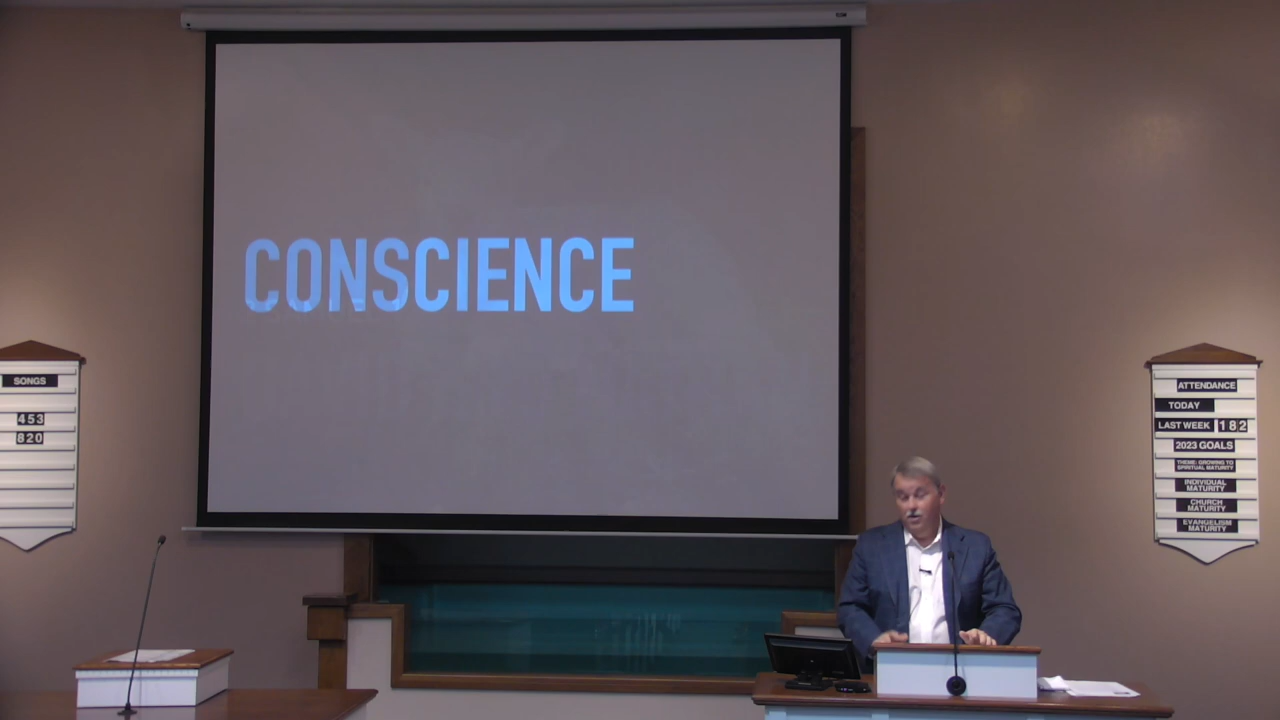 CONSCIENCE
SONGS
453
820
ATTENDANCE
TODAY
LAST WEEK 182
2023 GOALS
THEME: GROWING TO
SPIRITUAL MATURITY
INDIVIDUAL
MATURITY
CHURCH
MATURITY
EVANGELISM
MATURITY